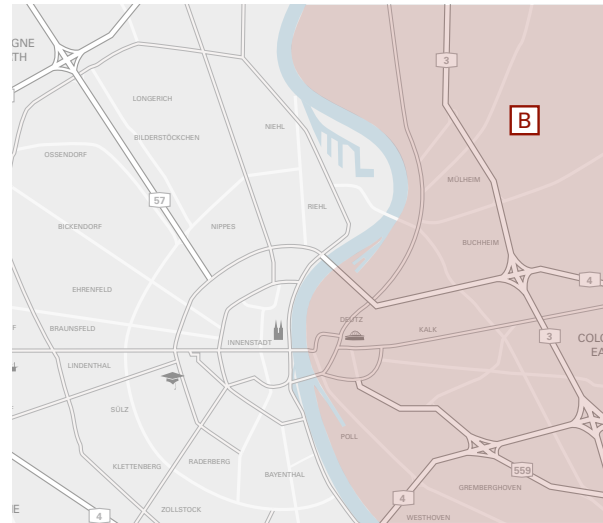 GNE
TH
3
B
LONGERICH
NIEHL
BILDERSTÖCKCHEN
OSSENDORF
MÜLHEIM
57
RIEHL
BICKENDORF
NIPPES
BUCHHEIM
4
EHRENFELD
DEUTZ
BRAUNSFELD
KALK
3
COLO
EA
INNENSTADT
LINDENTHAL
SÜLZ
POLL
RADERBERG
KLETTENBERG
BAYENTHAL
559
GREMBERGHOVEN
4
ZOLLSTOCK
NE
4
WESTHOVEN